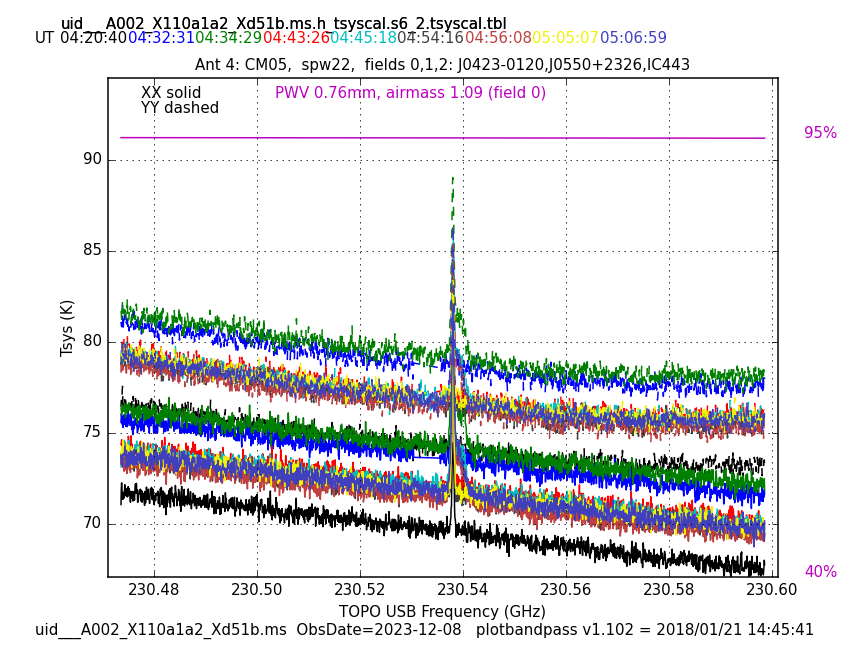 uid___A002_X110a1a2_Xd51b.ms.h_tsyscal.s6_2.tsyscal.tbl
UT 04:20:40 04:32:31 04:34:29 04:43:26 04:45:18 04:54:16 04:56:08 05:05:07 05:06:59
Ant 4: CM05,  spw22,  fields 0,1,2: J0423-0120,J0550+2326,IC443
XX solid
PWV 0.76mm, airmass 1.09 (field 0)
YY dashed
95%
90
85
80
75
70
Tsys (K)
40%
230.48 230.50 230.52 230.54 230.56 230.58 230.60
TOPO USB Frequency (GHz)
uid___A002_X110a1a2_Xd51b.ms  ObsDate=2023-12-08   plotbandpass v1.102 = 2018/01/21 14:45:41